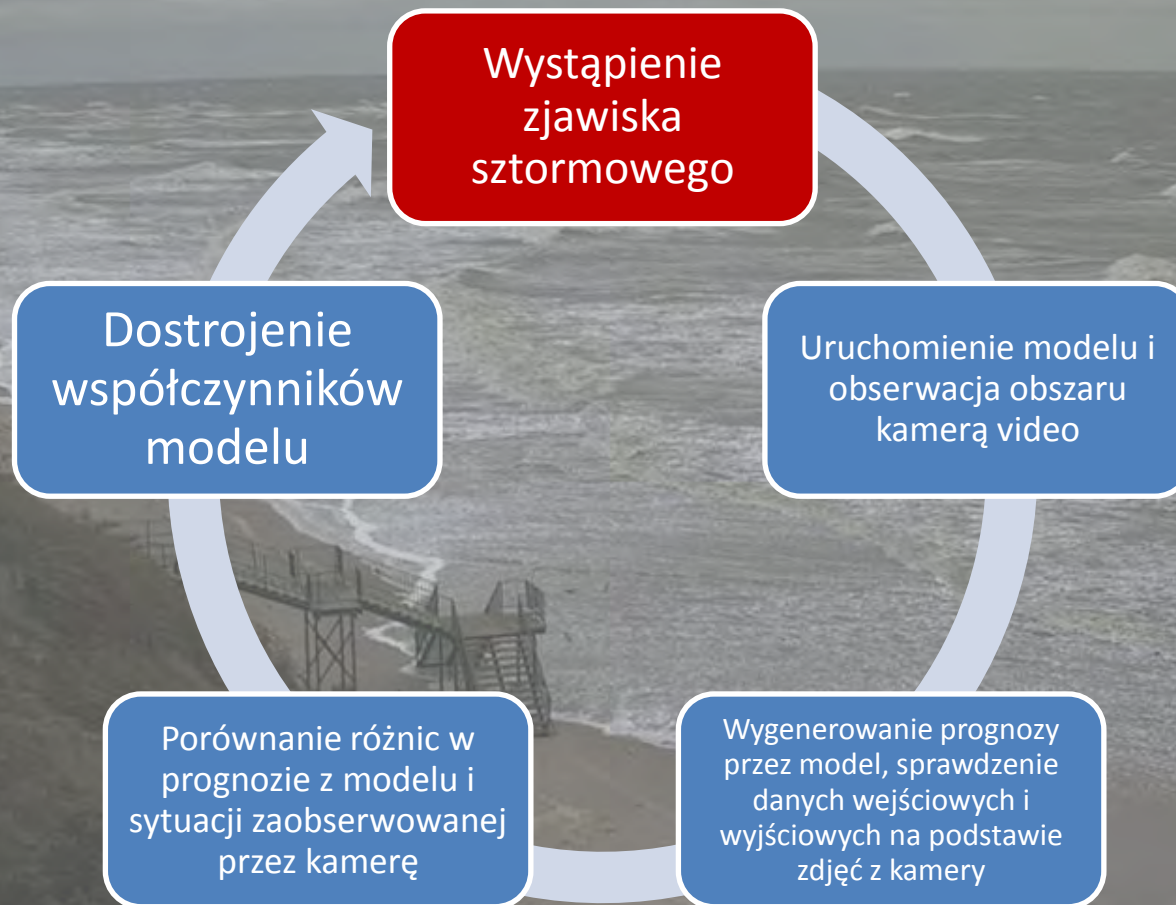 Wystąpienie
zjawiska
sztormowego
Uruchomienie modelu i
obserwacja obszaru
kamerą video
Wygenerowanie prognozy
przez model, sprawdzenie
danych wejściowych i
wyjściowych na podstawie
zdjęć z kamery
Porównanie różnic w
prognozie z modelu i
sytuacji zaobserwowanej
przez kamerę
Dostrojenie
współczynników
modelu